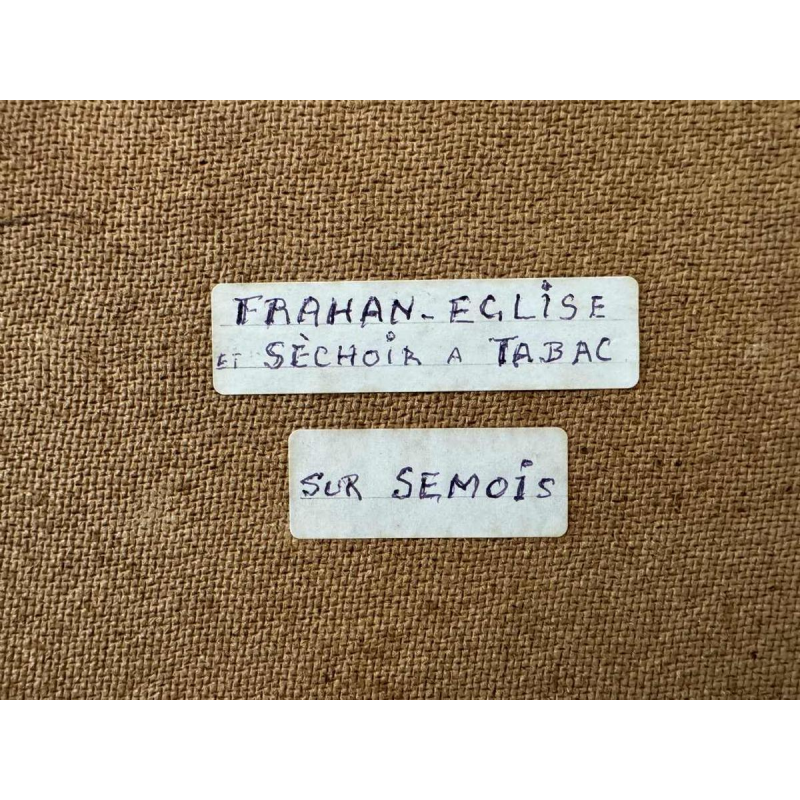 FRAHAN-EGLISE
ET SÈCHOIR A TABAC
SUR SEMOIS